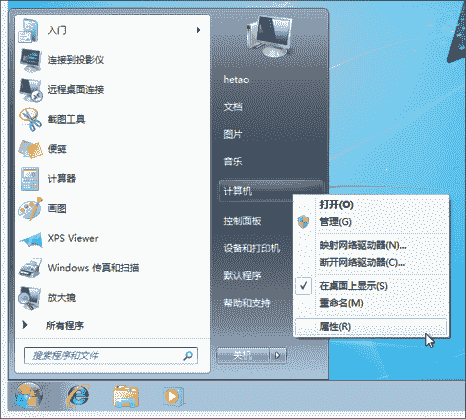 入门
连接到投影仪
远程桌面连接
截图工具
便笺
计算器
画图
XPS Viewer
Windows 传真和扫描
放大镜
所有程序
搜索程序和文件
hetao
文档
图片
音乐
计算机
控制面板
设备和打印机
默认程序
帮助和支持
关机
打开(O)
管理(G)
映射网络驱动器(N)...
断开网络驱动器(C)...
在桌面上显示(S)
重命名(M)
属性(R)